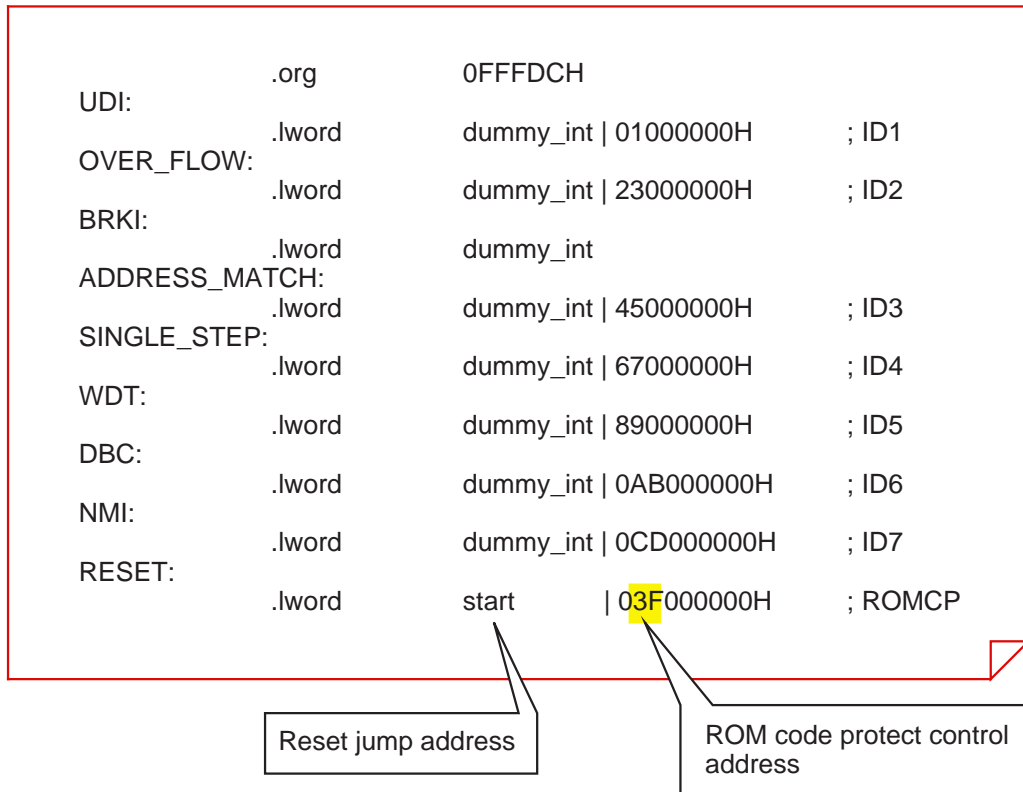 .org 0FFFDCH
UDI:
.lword dummy_int | 01000000H ; ID1
OVER_FLOW:
.lword dummy_int | 23000000H ; ID2
BRKI:
.lword dummy_int
ADDRESS_MATCH:
.lword dummy_int | 45000000H ; ID3
SINGLE_STEP:
.lword dummy_int | 67000000H ; ID4
WDT:
.lword dummy_int | 89000000H ; ID5
DBC:
.lword dummy_int | 0AB000000H ; ID6
NMI:
.lword dummy_int | 0CD000000H ; ID7
RESET:
.lword start | 03F000000H ; ROMCP
Reset jump address
ROM code protect control
address